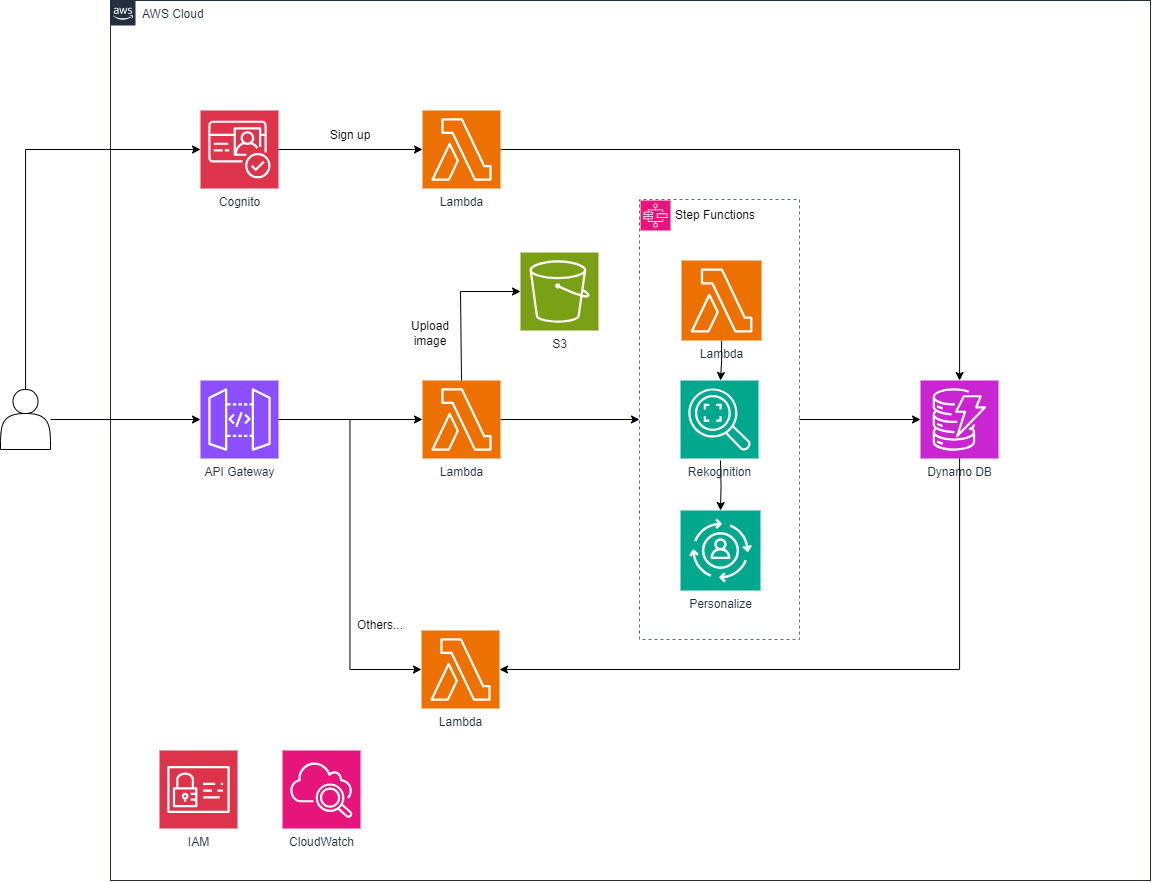 aws
AWS Cloud
Sign up
Cognito
Lambda
Step Functions
Upload
image
S3
Lambda
</>
API Gateway
Lambda
Rekognition
Dynamo DB
Personalize
Others...
Lambda
IAM
CloudWatch